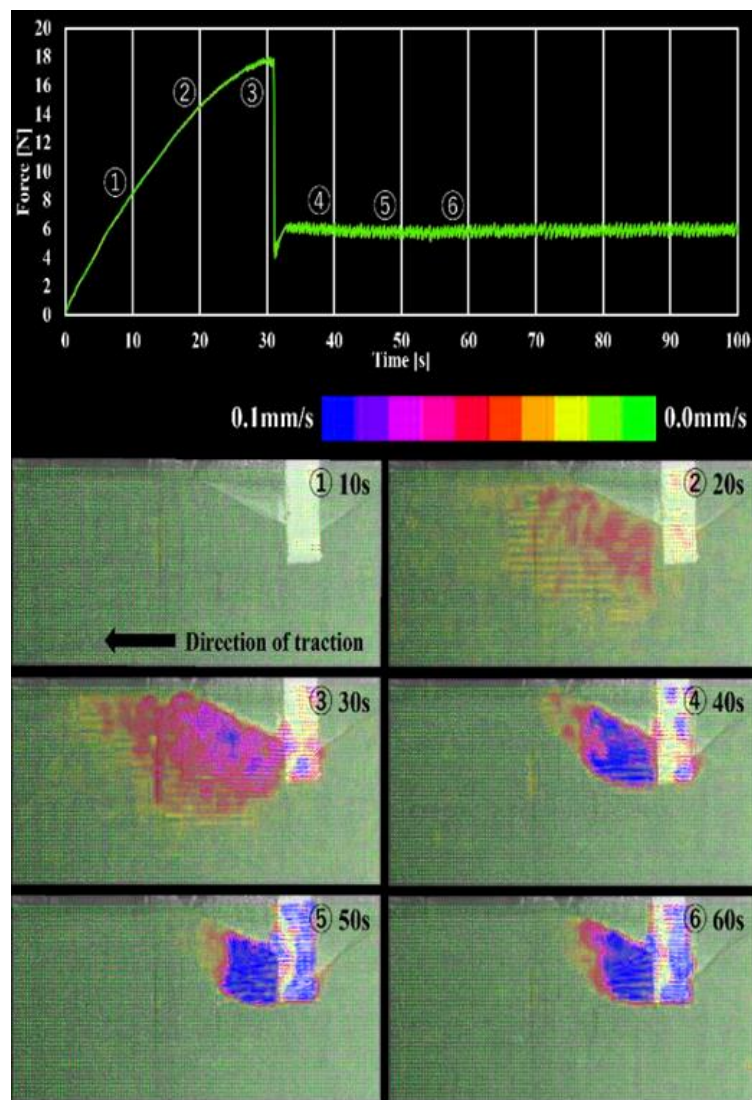 20
18
③
16
②
14
12
Force [N]
10
①
8
④ ⑤ ⑥
6
4
2
0
0 10 20 30 40 50 60 70 80 90 100
Time [s]
0.1mm/s 0.0mm/s
① 10s ② 20s
Direction of traction
③ 30s ④ 40s
⑤ 50s ⑥ 60s